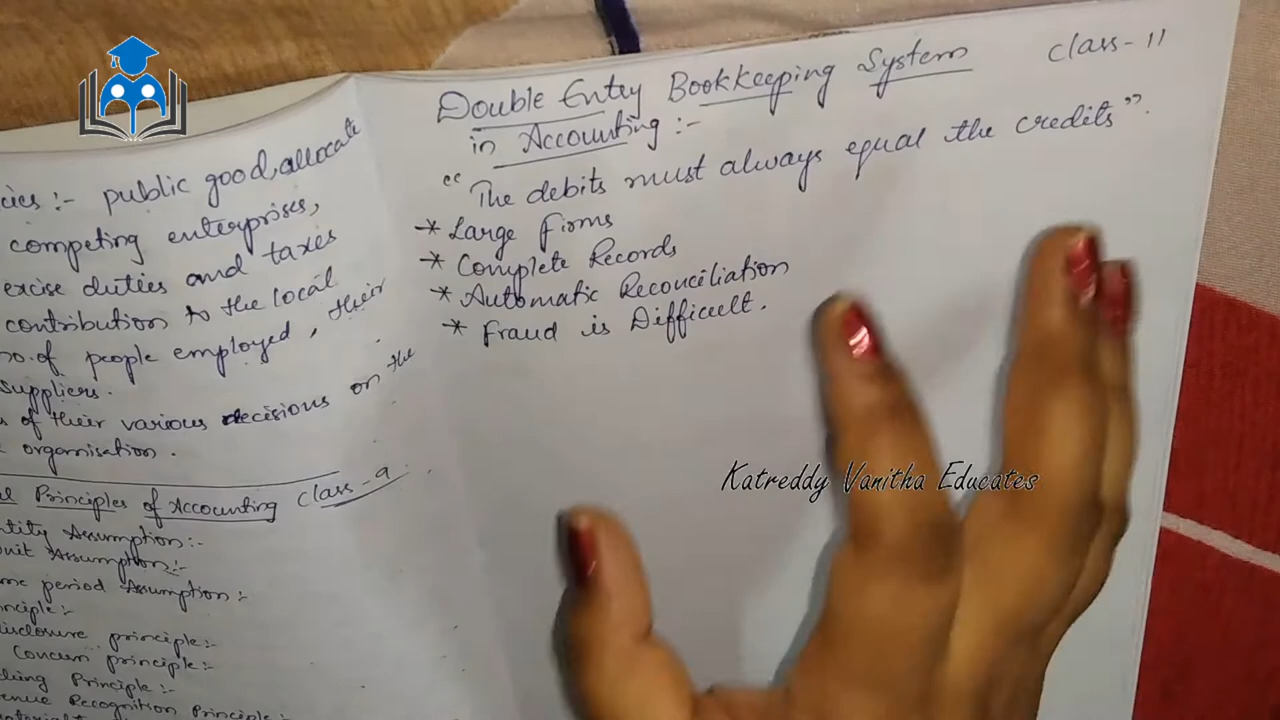 cies :- public good, allocate
competing enterprises,
excise duties and taxes
contribution to the local
no. of people employed, their
suppliers.
of their various decisions on the
organisation.
Principles of Accounting Class - 9
Assumption:-
Assumption:-
period Assumption:-
Disclosure principle:-
Concern principle:-
Principle:-
Recognition Principle:-
Double Entry Bookkeeping System Class - 11
in Accounting :-
"The debits must always equal the credits".
* Large Firms
* Complete Records
* Automatic Reconciliation
* Fraud is Difficult.
Katreddy Vanitha Educates